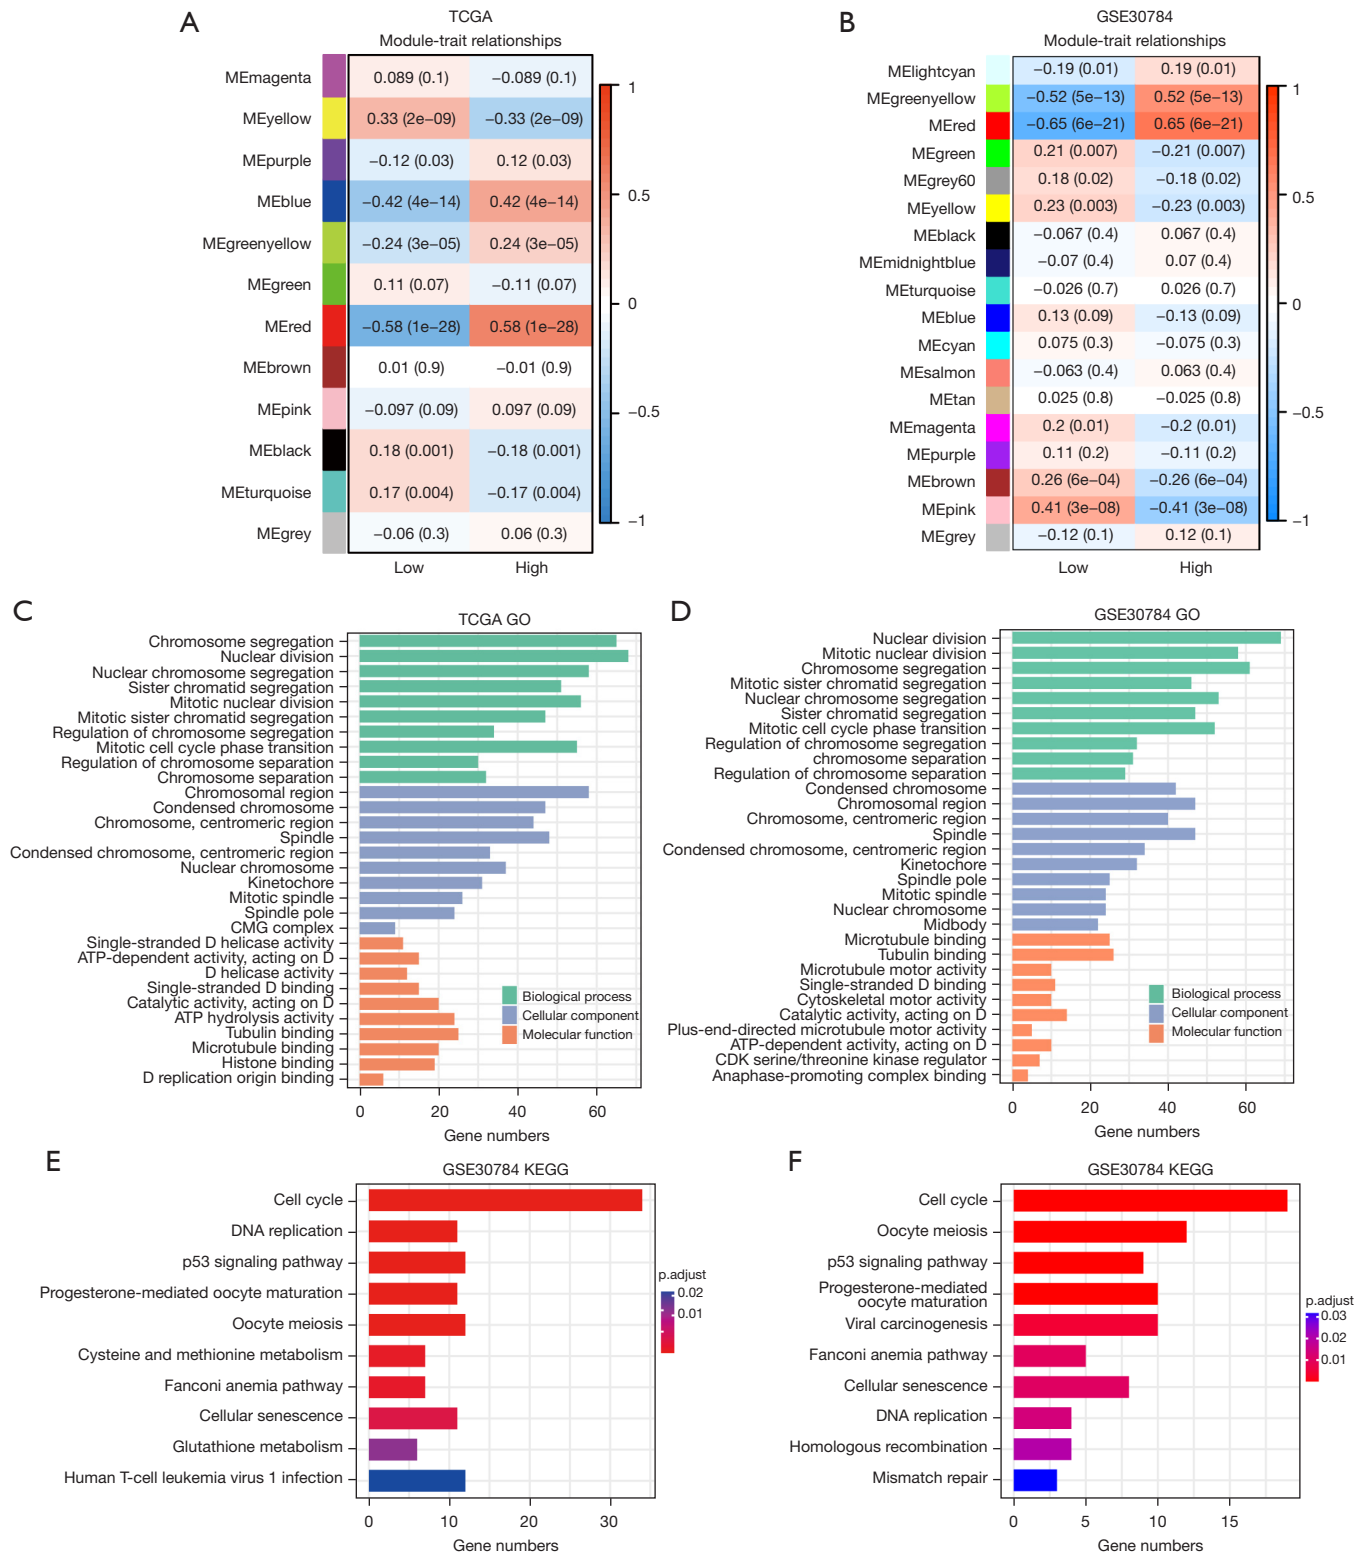 A
TCGA
Module-trait relationships
MEmagenta 0.089 (0.1) −0.089 (0.1)
MEyellow 0.33 (2e−09) −0.33 (2e−09)
MEpurple −0.12 (0.03) 0.12 (0.03)
MEblue −0.42 (4e−14) 0.42 (4e−14)
MEgreenyellow −0.24 (3e−05) 0.24 (3e−05)
MEgreen 0.11 (0.07) −0.11 (0.07)
MEred −0.58 (1e−28) 0.58 (1e−28)
MEbrown 0.01 (0.9) −0.01 (0.9)
MEpink −0.097 (0.09) 0.097 (0.09)
MEblack 0.18 (0.001) −0.18 (0.001)
MEturquoise 0.17 (0.004) −0.17 (0.004)
MEgrey −0.06 (0.3) 0.06 (0.3)
Low High
1
0.5
0
−0.5
−1
B
GSE30784
Module-trait relationships
MElightcyan −0.19 (0.01) 0.19 (0.01)
MEgreenyellow −0.52 (5e−13) 0.52 (5e−13)
MEred −0.65 (6e−21) 0.65 (6e−21)
MEgreen 0.21 (0.007) −0.21 (0.007)
MEgrey60 0.18 (0.02) −0.18 (0.02)
MEyellow 0.23 (0.003) −0.23 (0.003)
MEblack −0.067 (0.4) 0.067 (0.4)
MEmidnightblue −0.07 (0.4) 0.07 (0.4)
MEturquoise −0.026 (0.7) 0.026 (0.7)
MEblue 0.13 (0.09) −0.13 (0.09)
MEcyan 0.075 (0.3) −0.075 (0.3)
MEsalmon −0.063 (0.4) 0.063 (0.4)
MEtan 0.025 (0.8) −0.025 (0.8)
MEmagenta 0.2 (0.01) −0.2 (0.01)
MEpurple 0.11 (0.2) −0.11 (0.2)
MEbrown 0.26 (6e−04) −0.26 (6e−04)
MEpink 0.41 (3e−08) −0.41 (3e−08)
MEgrey −0.12 (0.1) 0.12 (0.1)
Low High
1
0.5
0
−0.5
−1
C
TCGA GO
Chromosome segregation
Nuclear division
Nuclear chromosome segregation
Sister chromatid segregation
Mitotic nuclear division
Mitotic sister chromatid segregation
Regulation of chromosome segregation
Mitotic cell cycle phase transition
Regulation of chromosome separation
Chromosome separation
Chromosomal region
Condensed chromosome
Chromosome, centromeric region
Spindle
Condensed chromosome, centromeric region
Nuclear chromosome
Kinetochore
Mitotic spindle
Spindle pole
CMG complex
Single-stranded D helicase activity
ATP-dependent activity, acting on D
D helicase activity
Single-stranded D binding
Catalytic activity, acting on D
ATP hydrolysis activity
Tubulin binding
Microtubule binding
Histone binding
D replication origin binding
Biological process
Cellular component
Molecular function
0 20 40 60
Gene numbers
D
GSE30784 GO
Nuclear division
Mitotic nuclear division
Chromosome segregation
Mitotic sister chromatid segregation
Nuclear chromosome segregation
Sister chromatid segregation
Mitotic cell cycle phase transition
Regulation of chromosome segregation
chromosome separation
Regulation of chromosome separation
Condensed chromosome
Chromosomal region
Chromosome, centromeric region
Spindle
Condensed chromosome, centromeric region
Kinetochore
Spindle pole
Mitotic spindle
Nuclear chromosome
Midbody
Microtubule binding
Tubulin binding
Microtubule motor activity
Single-stranded D binding
Cytoskeletal motor activity
Catalytic activity, acting on D
Plus-end-directed microtubule motor activity
ATP-dependent activity, acting on D
CDK serine/threonine kinase regulator
Anaphase-promoting complex binding
Biological process
Cellular component
Molecular function
0 20 40 60
Gene numbers
E
GSE30784 KEGG
Cell cycle
DNA replication
p53 signaling pathway
Progesterone-mediated oocyte maturation
Oocyte meiosis
Cysteine and methionine metabolism
Fanconi anemia pathway
Cellular senescence
Glutathione metabolism
Human T-cell leukemia virus 1 infection
0 10 20 30
Gene numbers
p.adjust
0.02
0.01
F
GSE30784 KEGG
Cell cycle
Oocyte meiosis
p53 signaling pathway
Progesterone-mediated
oocyte maturation
Viral carcinogenesis
Fanconi anemia pathway
Cellular senescence
DNA replication
Homologous recombination
Mismatch repair
0 5 10 15
Gene numbers
p.adjust
0.03
0.02
0.01